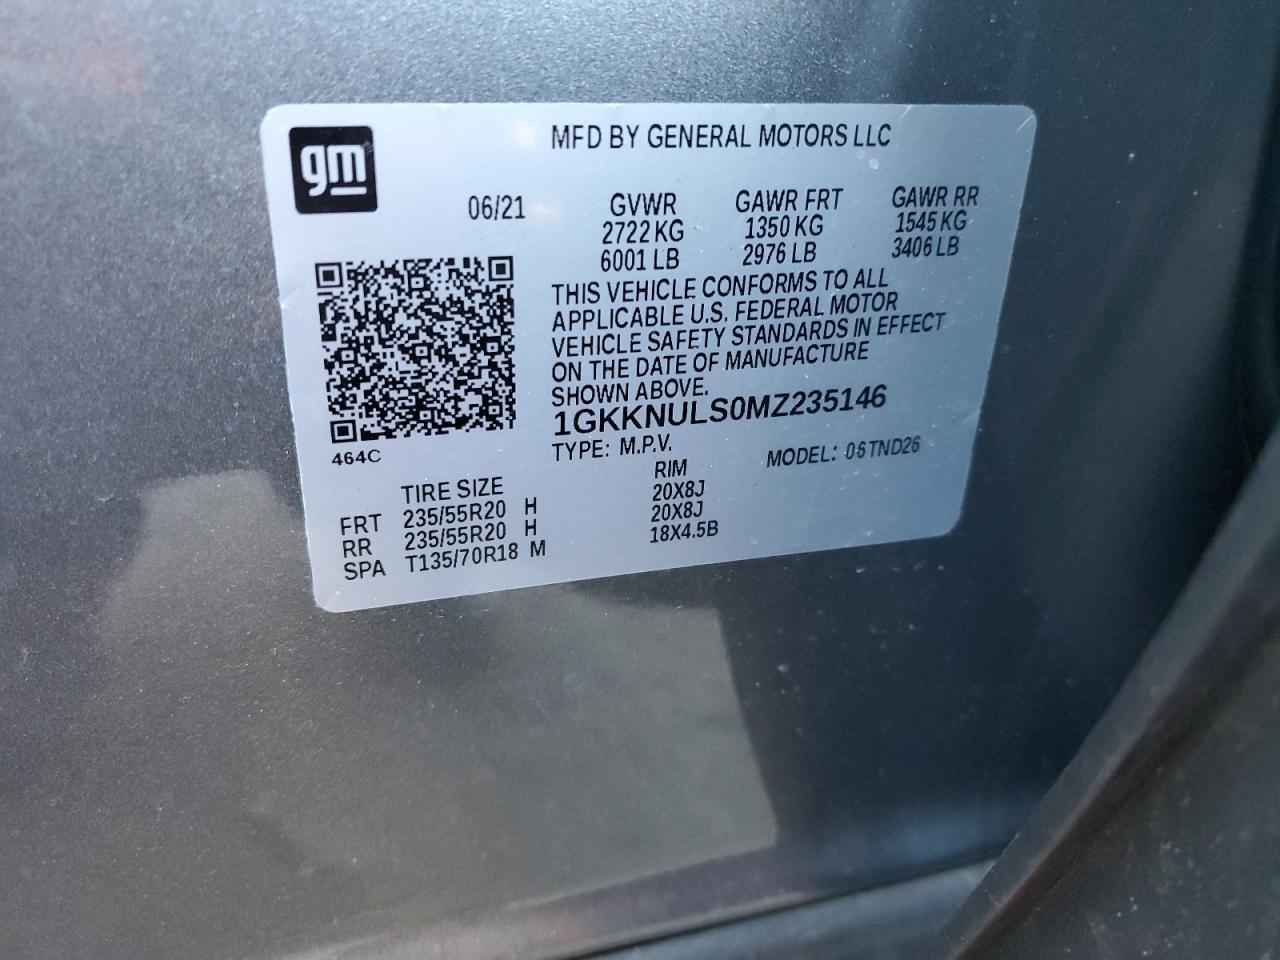 gm
MFD BY GENERAL MOTORS LLC
06/21 GVWR GAWR FRT GAWR RR
2722 KG 1350 KG 1545 KG
6001 LB 2976 LB 3406 LB
THIS VEHICLE CONFORMS TO ALL
APPLICABLE U.S. FEDERAL MOTOR
VEHICLE SAFETY STANDARDS IN EFFECT
ON THE DATE OF MANUFACTURE
SHOWN ABOVE.
1GKKNULS0MZ235146
464C
TYPE: M.P.V. MODEL: 06TND26
TIRE SIZE RIM
FRT 235/55R20 H 20X8J
RR 235/55R20 H 20X8J
SPA T135/70R18 M 18X4.5B